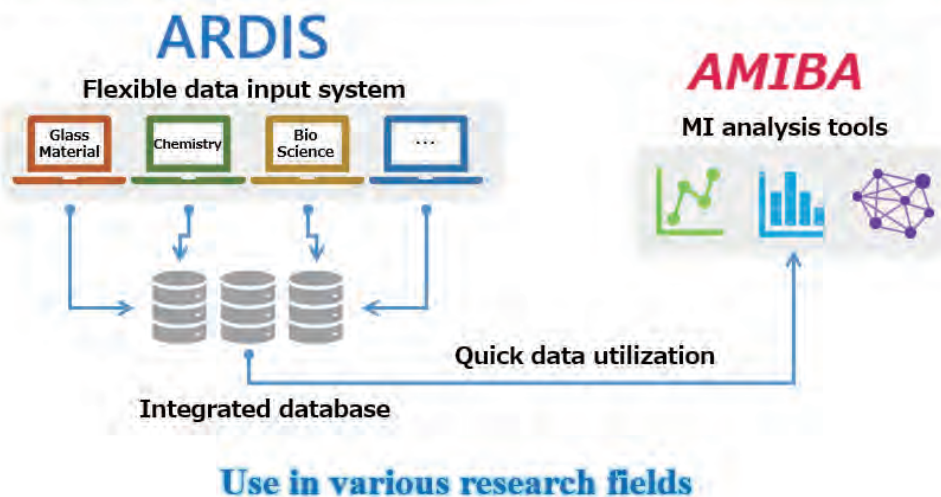 ARDIS
Flexible data input system
Glass
Material
Chemistry
Bio
Science
...
AMIBA
MI analysis tools
Quick data utilization
Integrated database
Use in various research fields